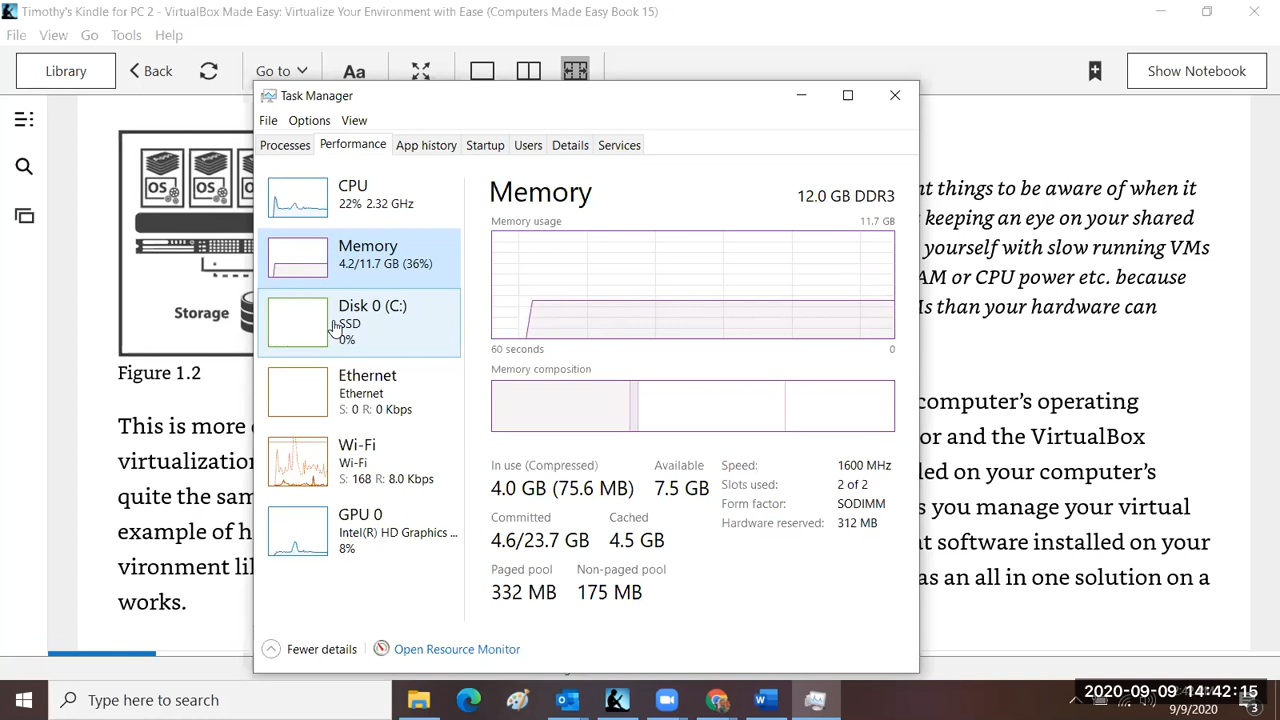 Timothy's Kindle for PC 2 - VirtualBox Made Easy: Virtualize Your Environment with Ease (Computers Made Easy Book 15)
File View Go Tools Help
Library Back Go to Aa Show Notebook
Task Manager
File Options View
Processes Performance App history Startup Users Details Services
CPU
22% 2.32 GHz
Memory
4.2/11.7 GB (36%)
Disk 0 (C:)
SSD
0%
Ethernet
Ethernet
S: 0 R: 0 Kbps
Wi-Fi
Wi-Fi
S: 168 R: 8.0 Kbps
GPU 0
Intel(R) HD Graphics ...
8%
Memory 12.0 GB DDR3
Memory usage 11.7 GB
60 seconds 0
Memory composition
In use (Compressed) Available
4.0 GB (75.6 MB) 7.5 GB
Committed Cached
4.6/23.7 GB 4.5 GB
Paged pool Non-paged pool
332 MB 175 MB
Speed: 1600 MHz
Slots used: 2 of 2
Form factor: SODIMM
Hardware reserved: 312 MB
Fewer details Open Resource Monitor
OS OS
Storage
Figure 1.2
This is more
virtualization
quite the sam
example of h
vironment li
works.
things to be aware of when it
keeping an eye on your shared
yourself with slow running VMs
AM or CPU power etc. because
than your hardware can
computer's operating
or and the VirtualBox
led on your computer's
s you manage your virtual
at software installed on your
as an all in one solution on a
Type here to search
2020-09-09 14:42:15
9/9/2020
3